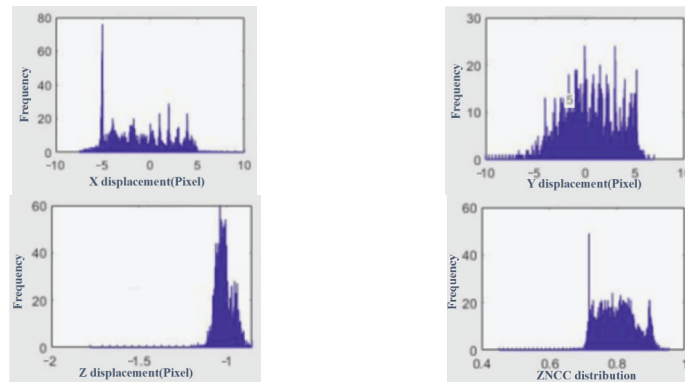 80
60
40
20
0
Frequency
-10 -5 0 5 10
X displacement(Pixel)
30
20
10
0
Frequency
5
-10 -5 0 5 10
Y displacement(Pixel)
60
40
20
0
Frequency
-2 -1.5 -1
Z displacement(Pixel)
60
40
20
0
Frequency
0.4 0.6 0.8 1
ZNCC distribution